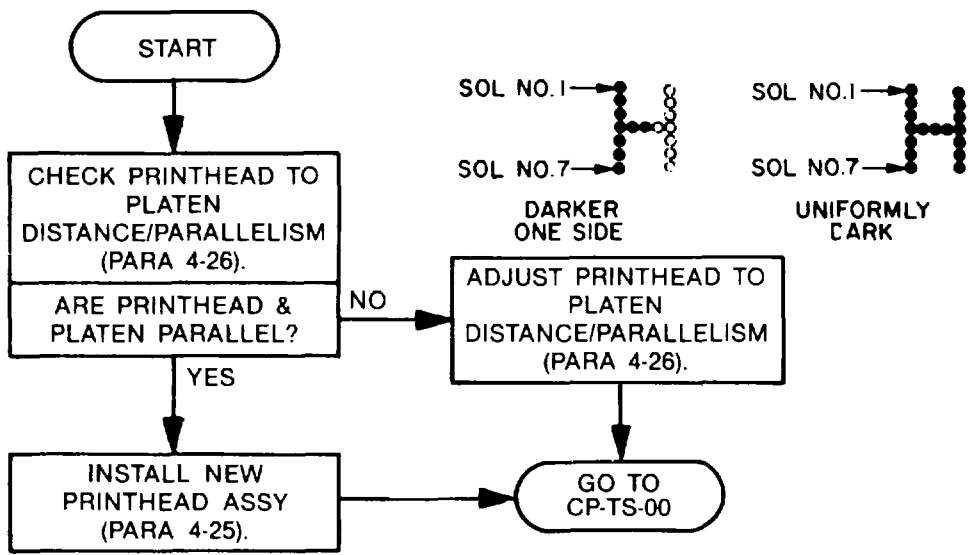 START
CHECK PRINTHEAD TO
PLATEN
DISTANCE/PARALLELISM
(PARA 4-26).
ARE PRINTHEAD &
PLATEN PARALLEL?
NO
YES
INSTALL NEW
PRINTHEAD ASSY
(PARA 4-25).
SOL NO.1
SOL NO.7
DARKER
ONE SIDE
SOL NO.1
SOL NO.7
UNIFORMLY
DARK
ADJUST PRINTHEAD TO
PLATEN
DISTANCE/PARALLELISM
(PARA 4-26).
GO TO
CP-TS-00